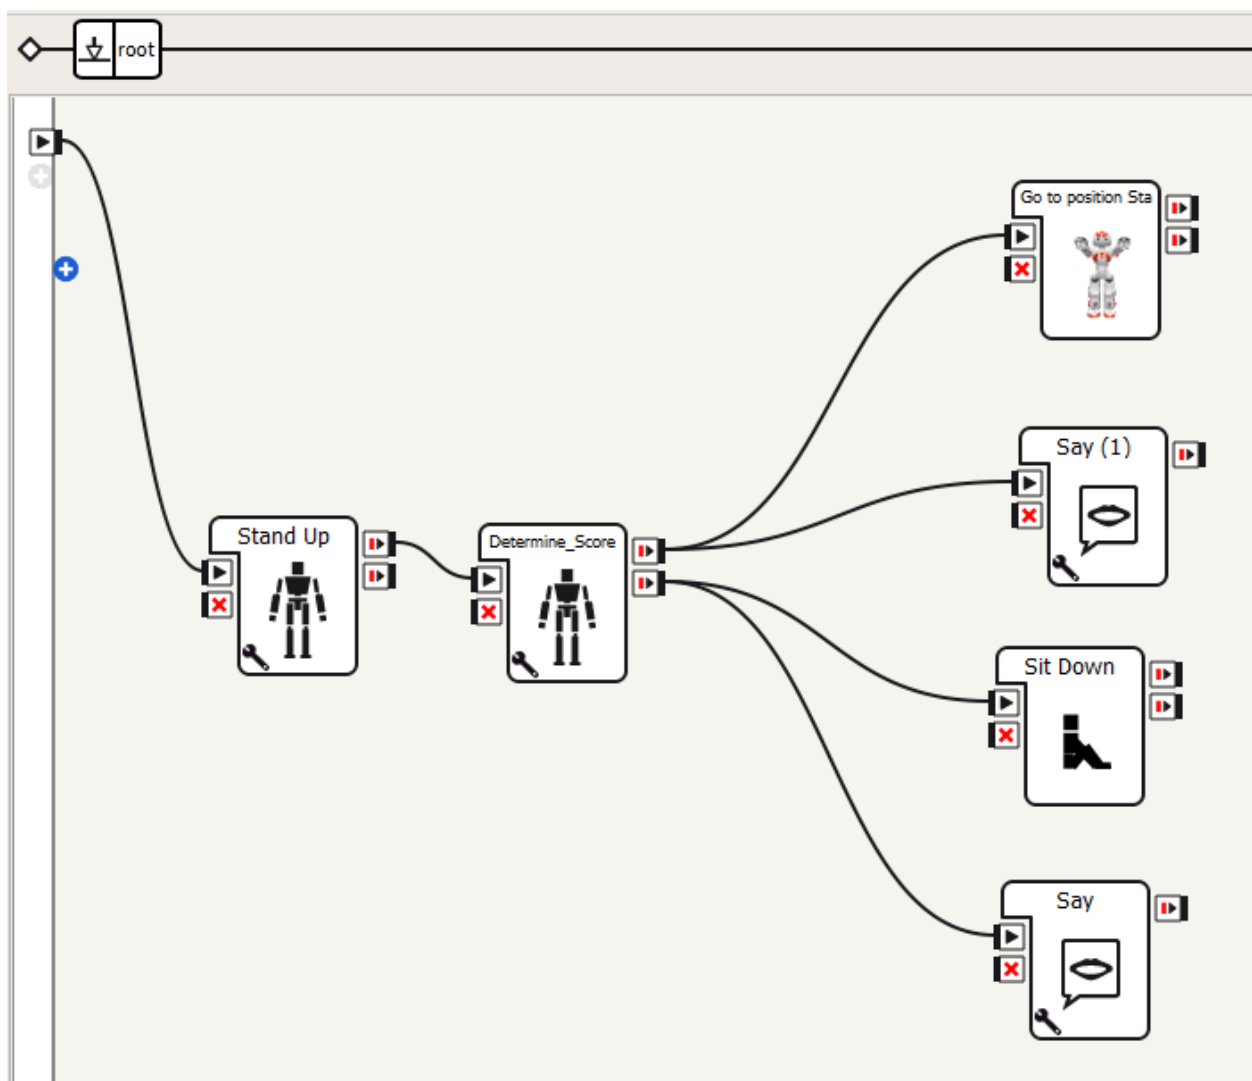 root
Go to position Sta
Say (1)
Stand Up
Determine_Score
Sit Down
Say